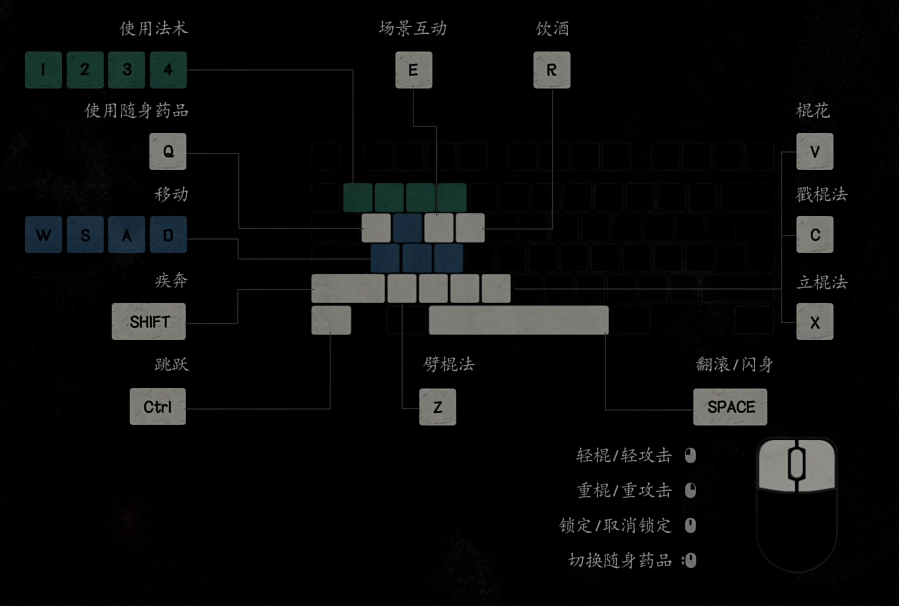 使用法术
1 2 3 4
场景互动
E
饮酒
R
使用随身药品
Q
棍花
V
移动
W S A D
戳棍法
C
疾奔
SHIFT
立棍法
X
跳跃
Ctrl
劈棍法
Z
翻滚/闪身
SPACE
轻棍/轻攻击
重棍/重攻击
锁定/取消锁定
切换随身药品